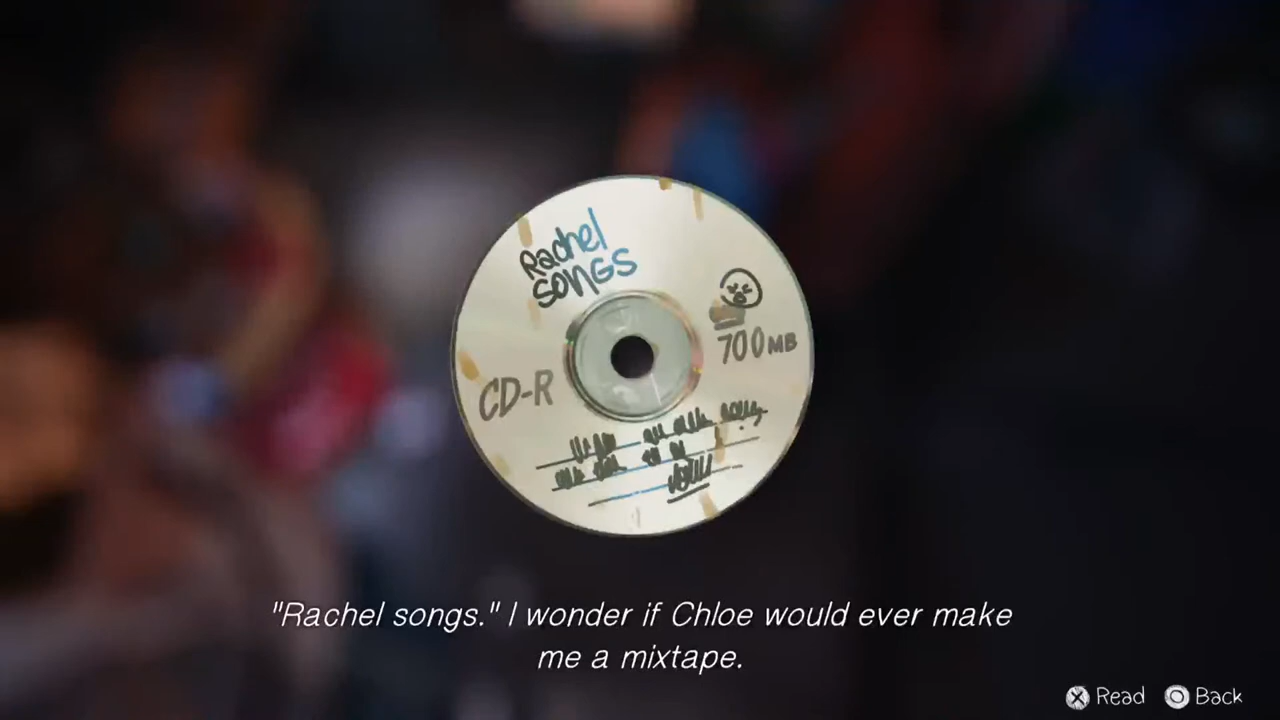 Rachel
SONGS
700MB
CD-R
"Rachel songs." I wonder if Chloe would ever make
me a mixtape.
Read
Back